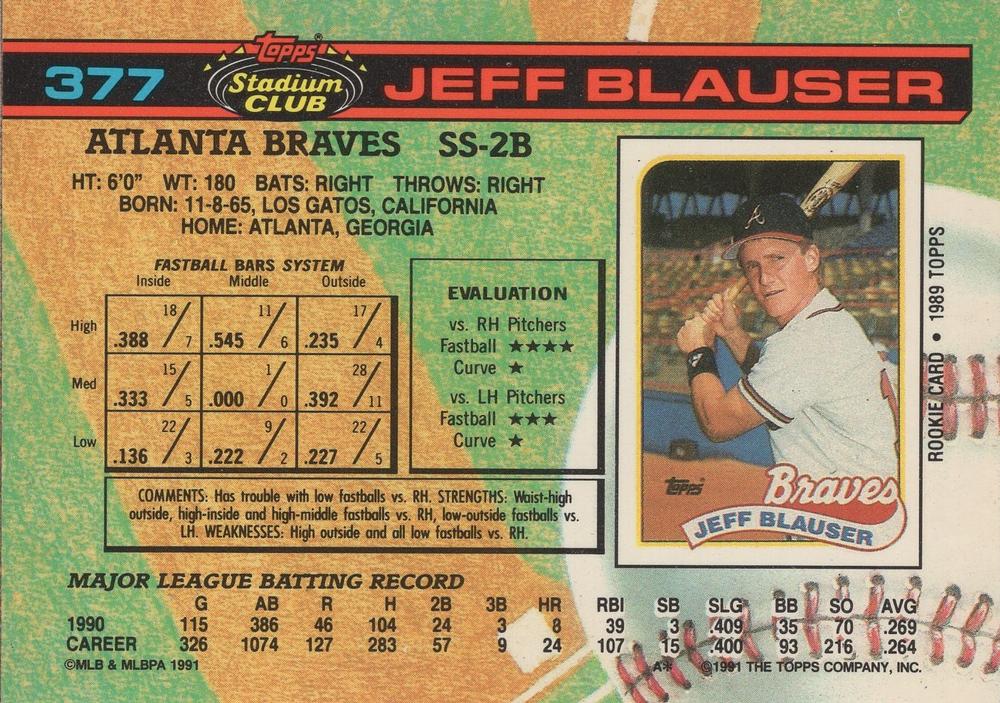 377 Topps® Stadium CLUB JEFF BLAUSER
ATLANTA BRAVES SS-2B
HT: 6'0" WT: 180 BATS: RIGHT THROWS: RIGHT
BORN: 11-8-65, LOS GATOS, CALIFORNIA
HOME: ATLANTA, GEORGIA
FASTBALL BARS SYSTEM
Inside Middle Outside
High .388 18/7 .545 11/6 .235 17/4
Med .333 15/5 .000 1/0 .392 28/11
Low .136 22/3 .222 9/2 .227 22/5
EVALUATION
vs. RH Pitchers
Fastball ★★★★
Curve ★
vs. LH Pitchers
Fastball ★★★
Curve ★
COMMENTS: Has trouble with low fastballs vs. RH. STRENGTHS: Waist-high
outside, high-inside and high-middle fastballs vs. RH, low-outside fastballs vs.
LH. WEAKNESSES: High outside and all low fastballs vs. RH.
A
Topps
Braves
JEFF BLAUSER
ROOKIE CARD • 1989 TOPPS
MAJOR LEAGUE BATTING RECORD
G AB R H 2B 3B HR RBI SB SLG BB SO AVG
1990 115 386 46 104 24 3 8 39 3 .409 35 70 .269
CAREER 326 1074 127 283 57 9 24 107 15 .400 93 216 .264
©MLB & MLBPA 1991 A* ©1991 THE TOPPS COMPANY, INC.